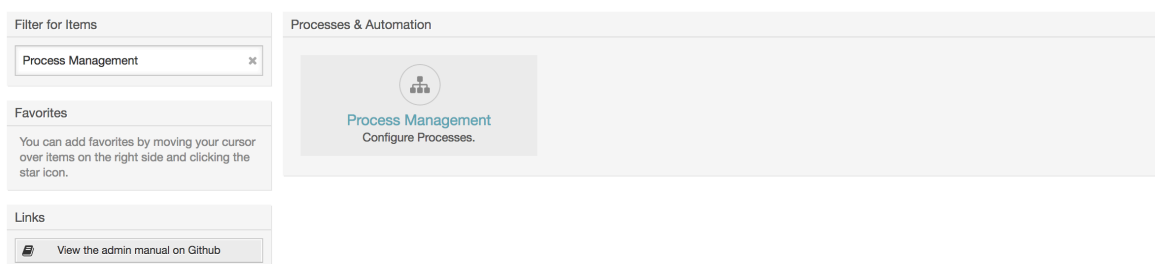 Filter for Items
Process Management
Favorites
You can add favorites by moving your cursor
over items on the right side and clicking the
star icon.
Links
View the admin manual on Github
Processes & Automation
Process Management
Configure Processes.